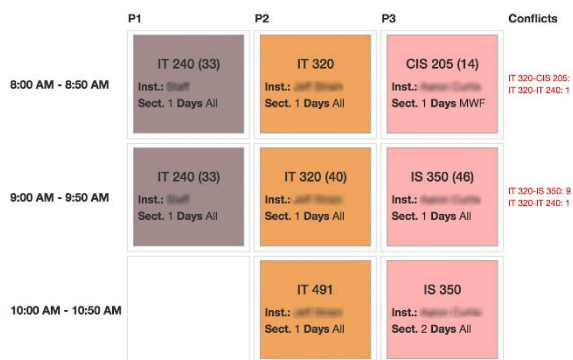 P1 P2 P3 Conflicts
8:00 AM - 8:50 AM
IT 240 (33)
Inst.:
Sect. 1 Days All
IT 320
Inst.:
Sect. 1 Days All
CIS 205 (14)
Inst.:
Sect. 1 Days MWF
IT 320-CIS 205:
IT 320-IT 240: 1
9:00 AM - 9:50 AM
IT 240 (33)
Inst.:
Sect. 1 Days All
IT 320 (40)
Inst.:
Sect. 1 Days All
IS 350 (46)
Inst.:
Sect. 1 Days All
IT 320-IS 350: 9
IT 320-IT 240: 1
10:00 AM - 10:50 AM
IT 491
Inst.:
Sect. 1 Days All
IS 350
Inst.:
Sect. 2 Days All